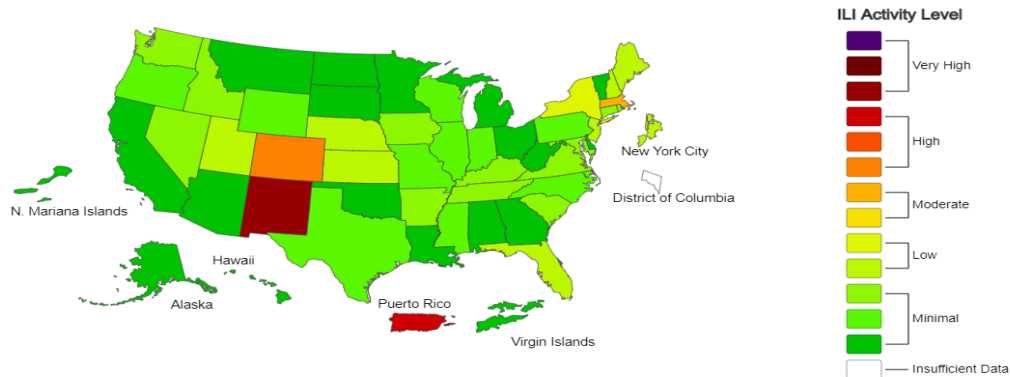 ILI Activity Level
Very High
High
Moderate
Low
Minimal
Insufficient Data
New York City
District of Columbia
N. Mariana Islands
Hawaii
Alaska
Puerto Rico
Virgin Islands